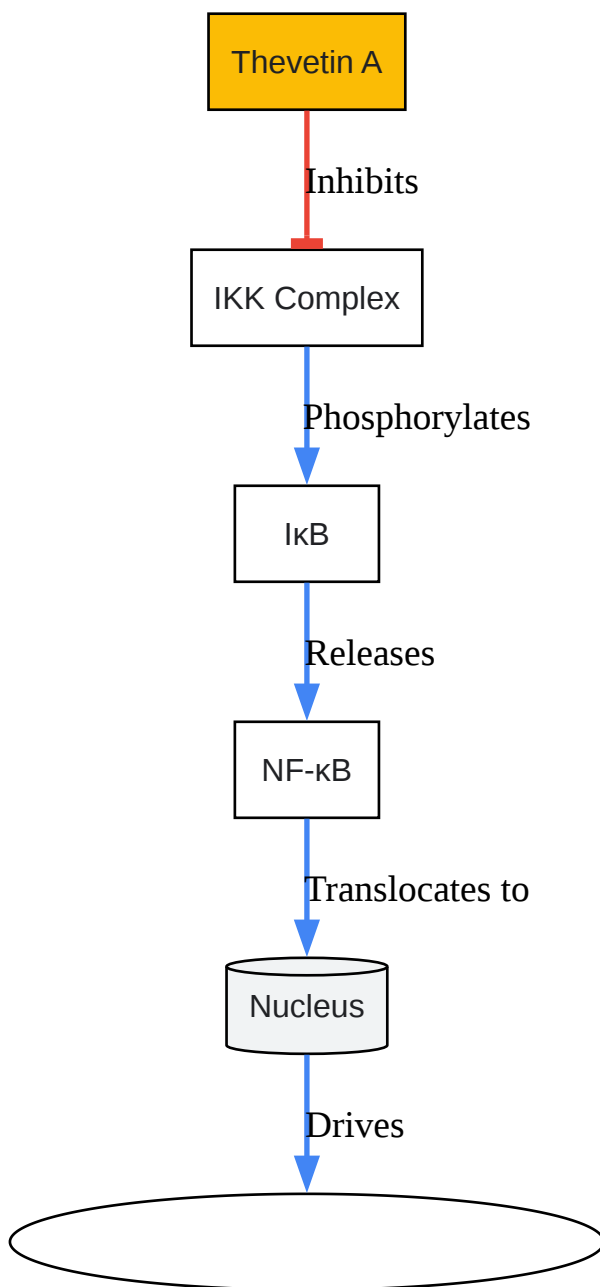 Thevetin A
Inhibits
IKK Complex
Phosphorylates
IκB
Releases
NF-κB
Translocates to
Nucleus
Drives